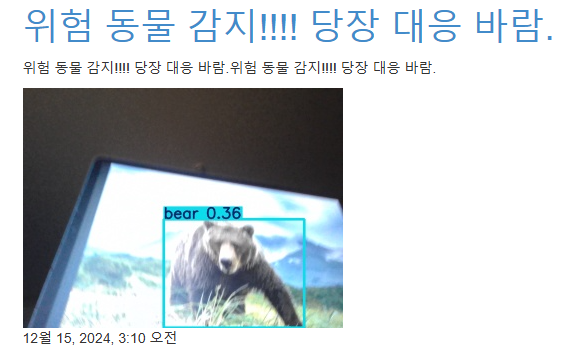 위험 동물 감지!!!! 당장 대응 바람.
위험 동물 감지!!!! 당장 대응 바람.위험 동물 감지!!!! 당장 대응 바람.
bear 0.36
12월 15, 2024, 3:10 오전